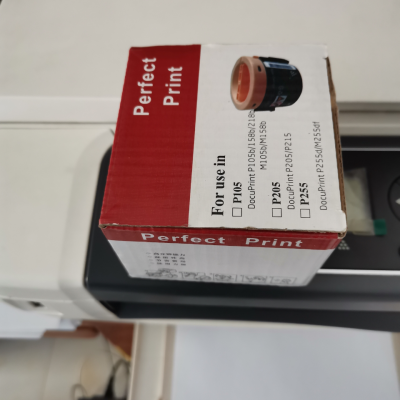 Perfect
Print
For use in
☐ P105
DocuPrint P105b/158b/218b
M105b/M158b
☐ P205
DocuPrint P205/P215
☐ P255
DocuPrint P255d/M255df
Perfect Print